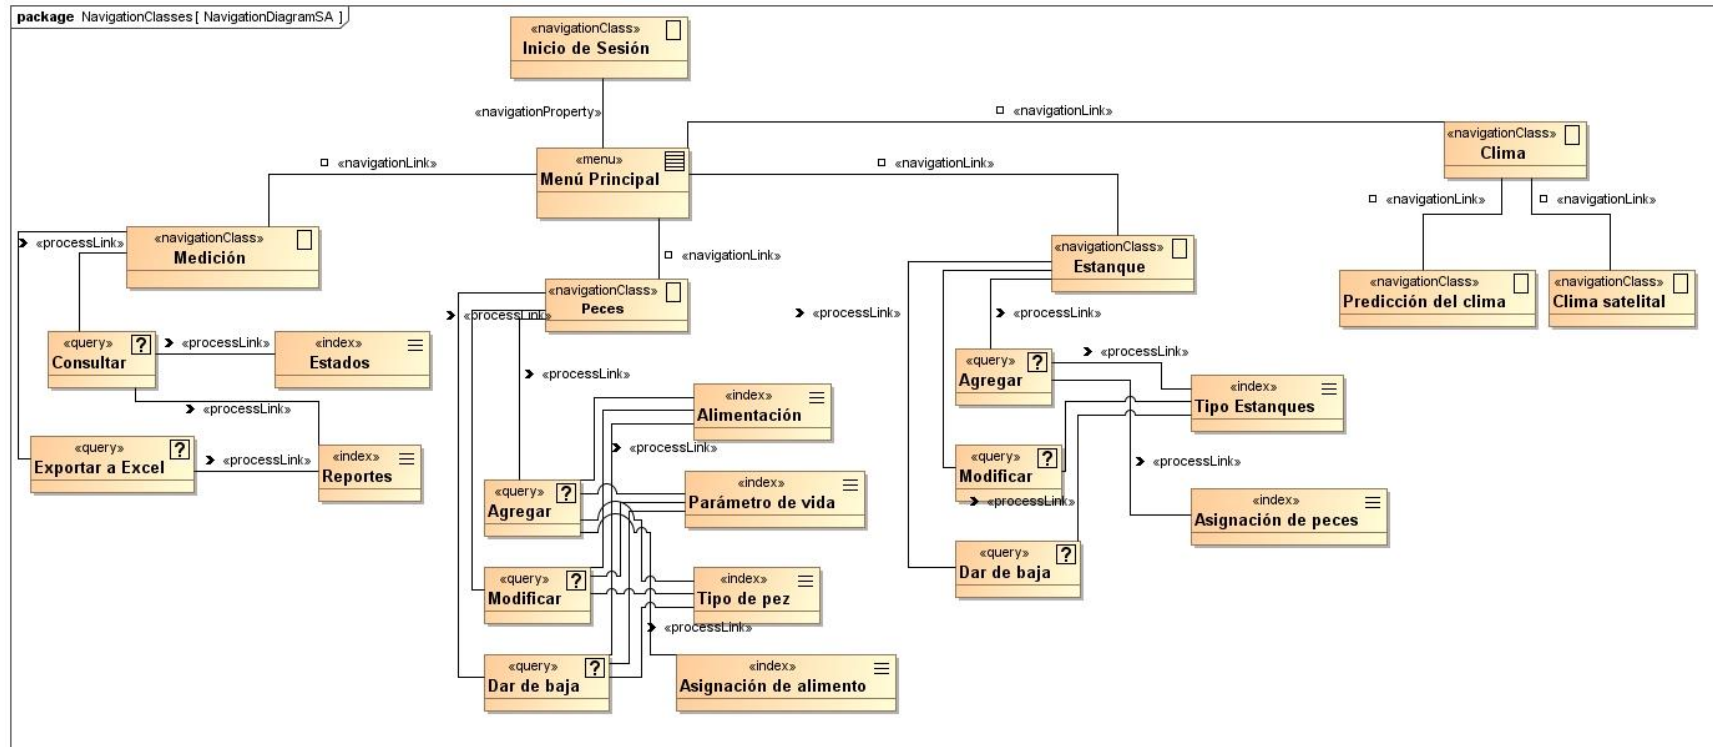 package NavigationClasses [ NavigationDiagramSA ]
«navigationClass»
Inicio de Sesión
«navigationProperty»
«navigationLink»
«navigationClass»
Clima
«menu»
Menú Principal
«navigationLink»
«navigationLink»
«navigationLink»
«navigationLink»
«processLink»
«navigationClass»
Medición
«navigationLink»
«navigationClass»
Estanque
«navigationClass»
Predicción del clima
«navigationClass»
Clima satelital
«navigationClass»
Peces
«processLink»
«processLink»
«processLink»
«query»
Consultar
«processLink»
«index»
Estados
«processLink»
«processLink»
«query»
Agregar
«processLink»
«index»
Tipo Estanques
«index»
Alimentación
«processLink»
«query»
Exportar a Excel
«processLink»
«index»
Reportes
«processLink»
«query»
Modificar
«processLink»
«processLink»
«index»
Asignación de peces
«query»
Agregar
«index»
Parámetro de vida
«query»
Dar de baja
«query»
Modificar
«index»
Tipo de pez
«processLink»
«query»
Dar de baja
«index»
Asignación de alimento